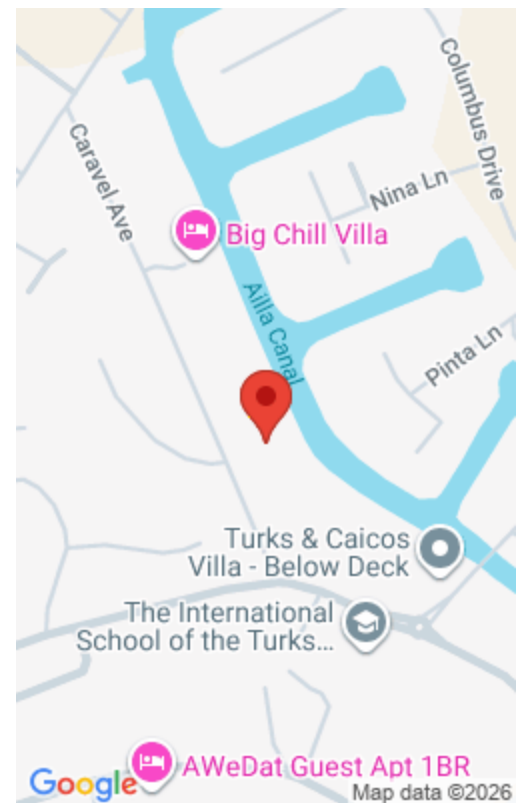 Columbus Drive
Caravel Ave
Nina Ln
Big Chill Villa
Ailla Canal
Pinta Ln
Turks & Caicos
Villa - Below Deck
The International
School of the Turks...
AWeDat Guest Apt 1BR
Google
Map data ©2026